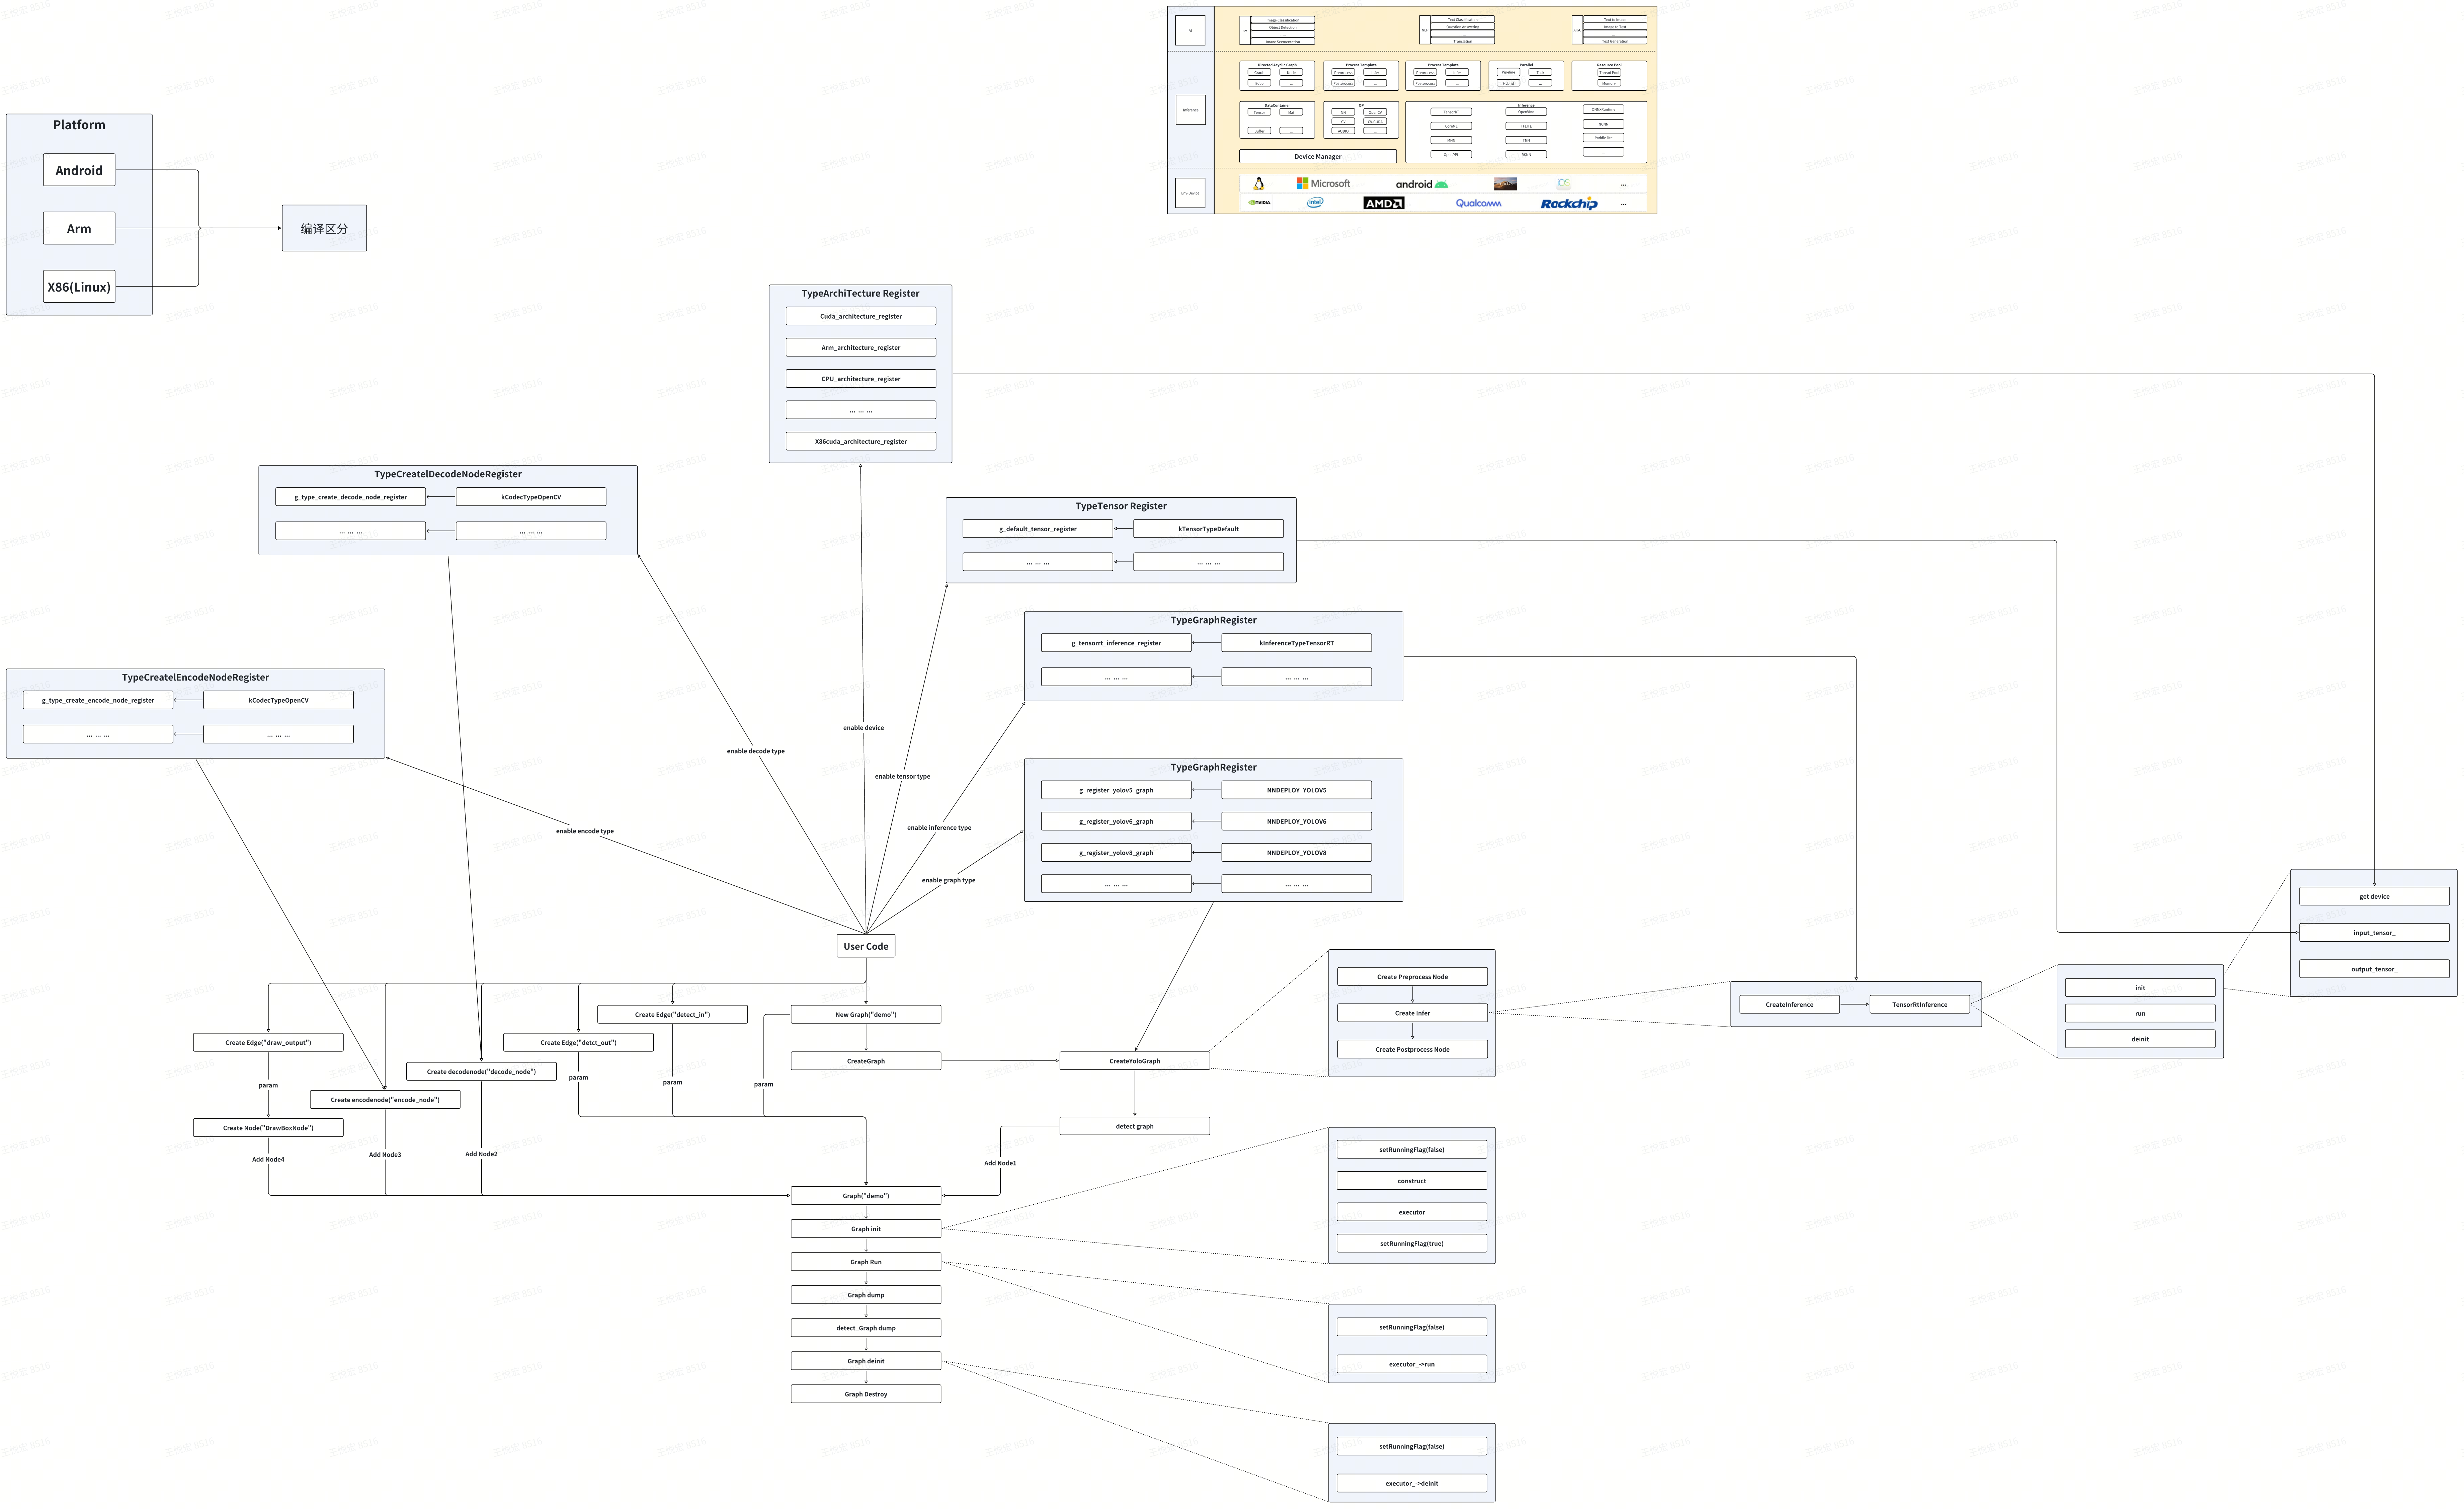 AI
CV
Image Classification
Object Detection
Image Segmentation
NLP
Text Classification
Question Answering
Translation
AIGC
Text to Image
Image to Text
Text Generation
Inference
Directed Acyclic Graph
Graph
Node
Edge
...
Process Template
Preprocess
Infer
Postprocess
...
Process Template
Preprocess
Infer
Postprocess
...
Parallel
Pipeline
Task
Hybrid
...
Resource Pool
Thread Pool
Memory
DataContainer
Tensor
Mat
Buffer
...
OP
NN
OpenCV
CV
CV-CUDA
AUDIO
...
Inference
TensorRT
OpenVino
ONNXRuntime
CoreML
TFLITE
NCNN
MNN
TNN
Paddle-lite
OpenPPL
RKNN
...
Device Manager
Env-Device
Microsoft
android
OS
...
NVIDIA
intel
AMD
Qualcomm
Rockchip
...
Platform
Android
Arm
X86(Linux)
编译区分
TypeArchiTecture Register
Cuda_architecture_register
Arm_architecture_register
CPU_architecture_register
... ... ...
X86cuda_architecture_register
TypeCreatelDecodeNodeRegister
g_type_create_decode_node_register
kCodecTypeOpenCV
... ... ...
... ... ...
TypeTensor Register
g_default_tensor_register
kTensorTypeDefault
... ... ...
... ... ...
TypeGraphRegister
g_tensorrt_inference_register
kInferenceTypeTensorRT
... ... ...
... ... ...
TypeCreatelEncodeNodeRegister
g_type_create_encode_node_register
kCodecTypeOpenCV
... ... ...
... ... ...
TypeGraphRegister
g_register_yolov5_graph
NNDEPLOY_YOLOV5
g_register_yolov6_graph
NNDEPLOY_YOLOV6
g_register_yolov8_graph
NNDEPLOY_YOLOV8
... ... ...
... ... ...
enable device
enable decode type
enable tensor type
enable inference type
enable encode type
enable graph type
User Code
get device
input_tensor_
output_tensor_
Create Preprocess Node
Create Infer
Create Postprocess Node
CreateInference
TensorRtInference
init
run
deinit
Create Edge("detect_in")
New Graph("demo")
Create Edge("draw_output")
Create Edge("detct_out")
CreateGraph
CreateYoloGraph
Create decodenode("decode_node")
param
param
param
param
Create encodenode("encode_node")
Create Node("DrawBoxNode")
detect graph
Add Node4
Add Node3
Add Node2
Add Node1
Graph("demo")
Graph init
Graph Run
Graph dump
detect_Graph dump
Graph deinit
Graph Destroy
setRunningFlag(false)
construct
executor
setRunningFlag(true)
setRunningFlag(false)
executor_->run
setRunningFlag(false)
executor_->deinit